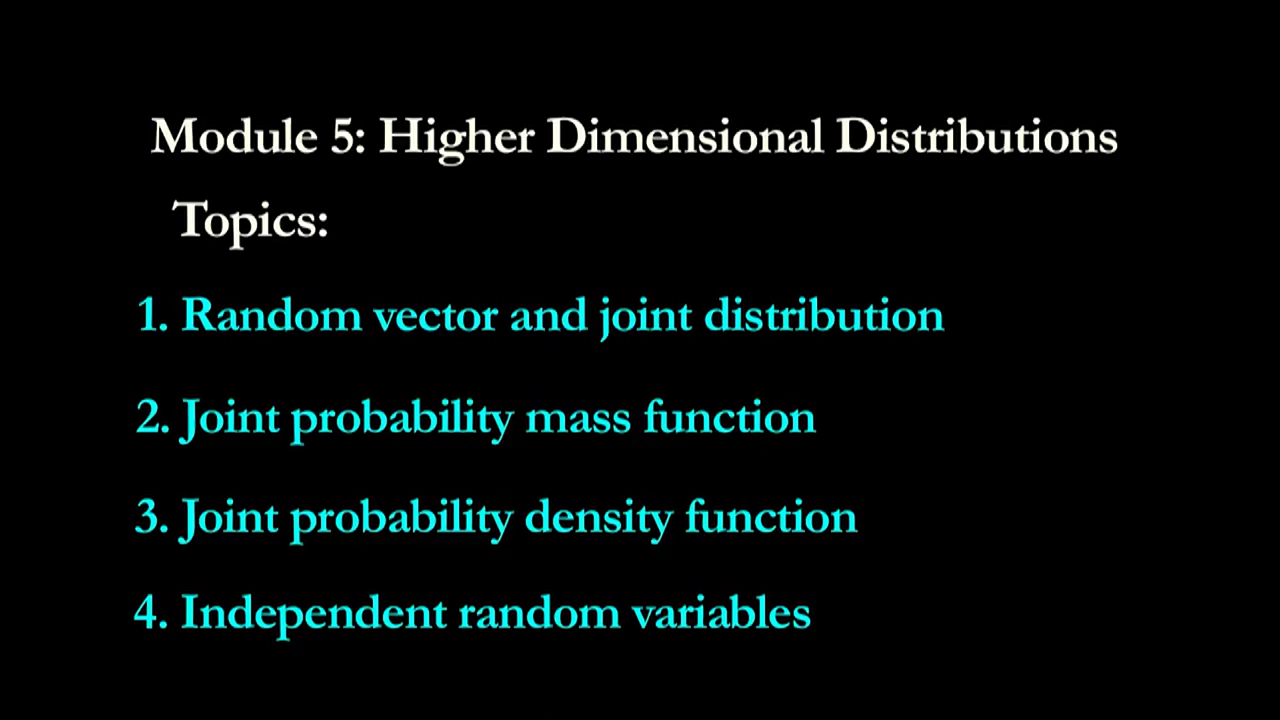 Module 5: Higher Dimensional Distributions
Topics:
1. Random vector and joint distribution
2. Joint probability mass function
3. Joint probability density function
4. Independent random variables